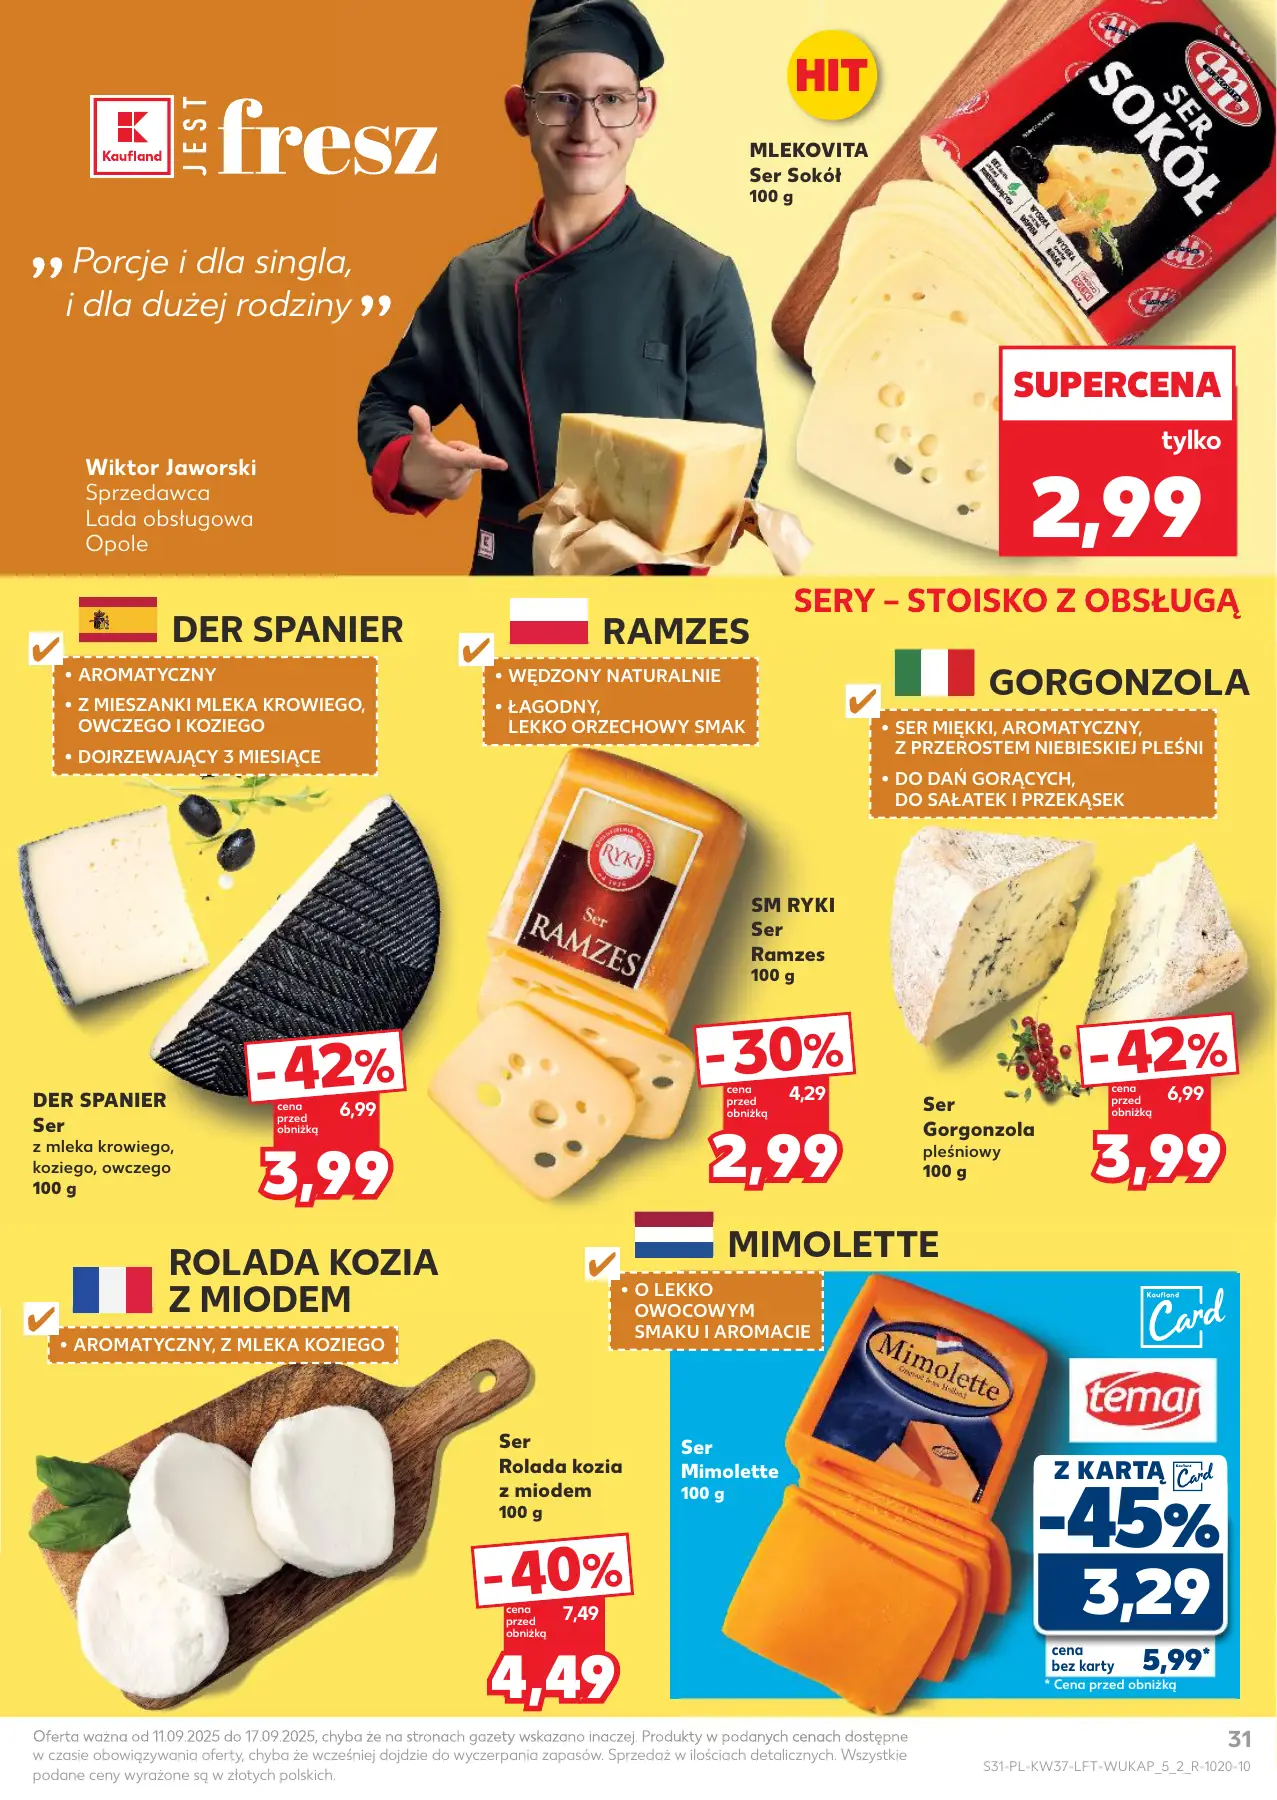 Kaufland
JEST
fresz
„Porcje i dla singla,
i dla dużej rodziny”
Wiktor Jaworski
Sprzedawca
Lada obsługowa
Opole
HIT
MLEKOVITA
Ser Sokół
100 g
MLEKOVITA
SER
SOKÓŁ
SUPERCENA
tylko
2,99
SERY – STOISKO Z OBSŁUGĄ
DER SPANIER
• AROMATYCZNY
• Z MIESZANKI MLEKA KROWIEGO,
OWCZEGO I KOZIEGO
• DOJRZEWAJĄCY 3 MIESIĄCE
DER SPANIER
Ser
z mleka krowiego,
koziego, owczego
100 g
-42%
cena
przed
obniżką
6,99
3,99
RAMZES
• WĘDZONY NATURALNIE
• ŁAGODNY,
LEKKO ORZECHOWY SMAK
RYKI
Ser
RAMZES
SM RYKI
Ser
Ramzes
100 g
-30%
cena
przed
obniżką
4,29
2,99
GORGONZOLA
• SER MIĘKKI, AROMATYCZNY,
Z PRZEROSTEM NIEBIESKIEJ PLEŚNI
• DO DAŃ GORĄCYCH,
DO SAŁATEK I PRZEKĄSEK
Ser
Gorgonzola
pleśniowy
100 g
-42%
cena
przed
obniżką
6,99
3,99
ROLADA KOZIA
Z MIODEM
• AROMATYCZNY, Z MLEKA KOZIEGO
Ser
Rolada kozia
z miodem
100 g
-40%
cena
przed
obniżką
7,49
4,49
MIMOLETTE
• O LEKKO
OWOCOWYM
SMAKU I AROMACIE
Mimolette
Ser
Mimolette
100 g
Kaufland
Card
temar
Z KARTĄ Kaufland Card
-45%
3,29
cena
bez karty
5,99*
* Cena przed obniżką
Oferta ważna od 11.09.2025 do 17.09.2025, chyba że na stronach gazety wskazano inaczej. Produkty w podanych cenach dostępne
w czasie obowiązywania oferty, chyba że wcześniej dojdzie do wyczerpania zapasów. Sprzedaż w ilościach detalicznych. Wszystkie
podane ceny wyrażone są w złotych polskich.
31
S31-PL-KW37-LFT-WUKAP_5_2_R-1020-10